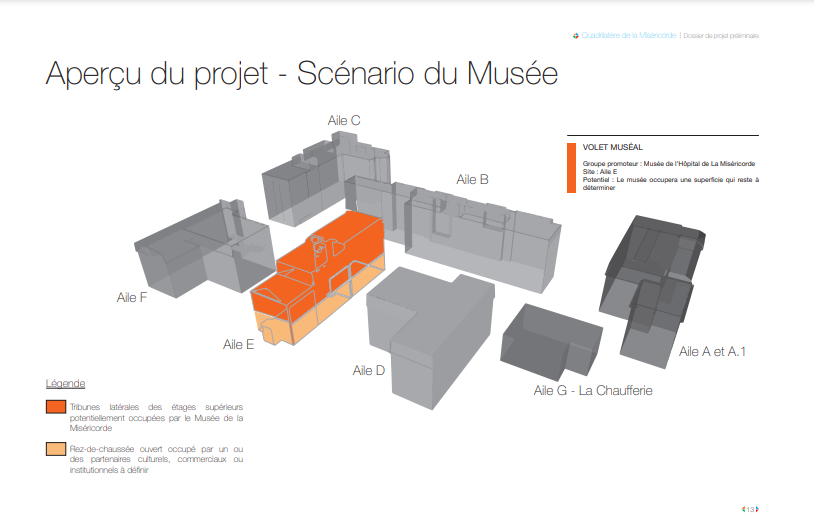 Quadrilatère de la Miséricorde | Dossier de projet préliminaire
Aperçu du projet - Scénario du Musée
Aile C
VOLET MUSÉAL
Groupe promoteur : Musée de l'Hôpital de La Miséricorde
Site : Aile E
Potentiel : Le musée occupera une superficie qui reste à
déterminer
Aile B
Aile F
Aile E
Aile D
Aile A et A.1
Aile G - La Chaufferie
Légende
Tribunes latérales des étages supérieurs
potentiellement occupées par le Musée de la
Miséricorde
Rez-de-chaussée ouvert occupé par un ou
des partenaires culturels, commerciaux ou
institutionnels à définir
13